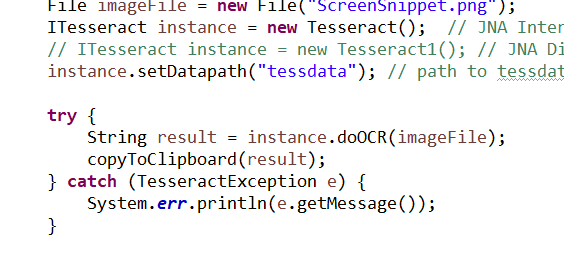 File imageFile = new File("ScreenSnippet.png");
ITesseract instance = new Tesseract();  // JNA Inter
// ITesseract instance = new Tesseract1(); // JNA Di
instance.setDatapath("tessdata"); // path to tessdat
try {
String result = instance.doOCR(imageFile);
copyToClipboard(result);
} catch (TesseractException e) {
System.err.println(e.getMessage());
}